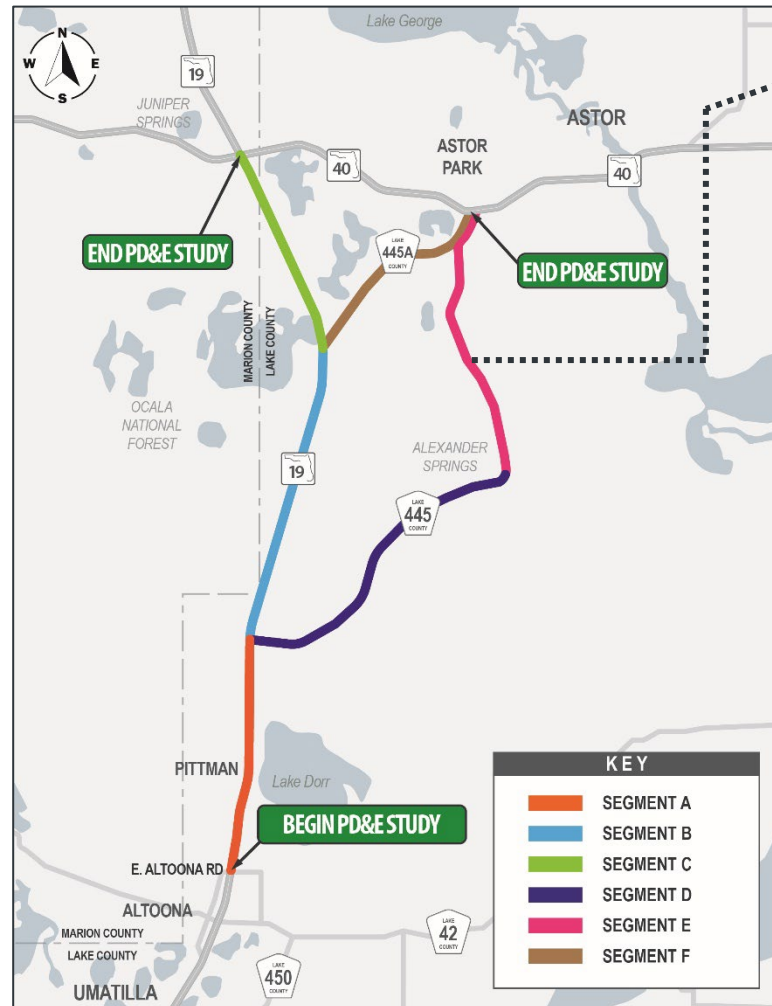 Lake George
N
W
E
S
19
JUNIPER
SPRINGS
ASTOR
ASTOR
PARK
40
40
END PD&E STUDY
LAKE
445A
COUNTY
END PD&E STUDY
MARION COUNTY
LAKE COUNTY
OCALA
NATIONAL
FOREST
19
ALEXANDER
SPRINGS
LAKE
445
COUNTY
PITTMAN
Lake Dorr
BEGIN PD&E STUDY
E. ALTOONA RD
ALTOONA
MARION COUNTY
LAKE COUNTY
UMATILLA
LAKE
450
COUNTY
LAKE
42
COUNTY
KEY
SEGMENT A
SEGMENT B
SEGMENT C
SEGMENT D
SEGMENT E
SEGMENT F